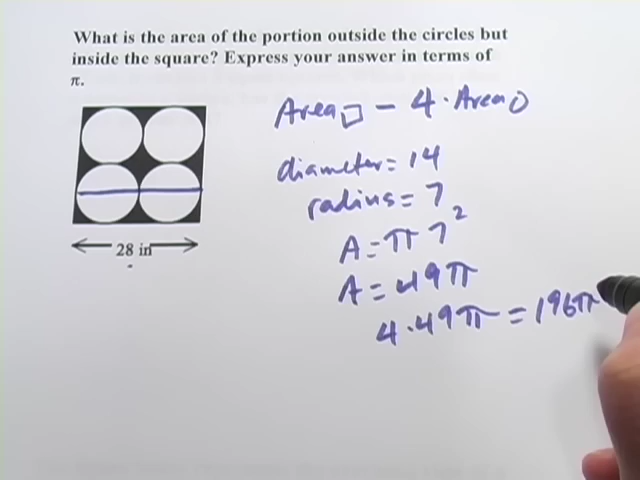 What is the area of the portion outside the circles but
inside the square? Express your answer in terms of
π.
28 in
Area□ − 4·Area○
diameter = 14
radius = 7
A = π 7²
A = 49π
4·49π = 196π